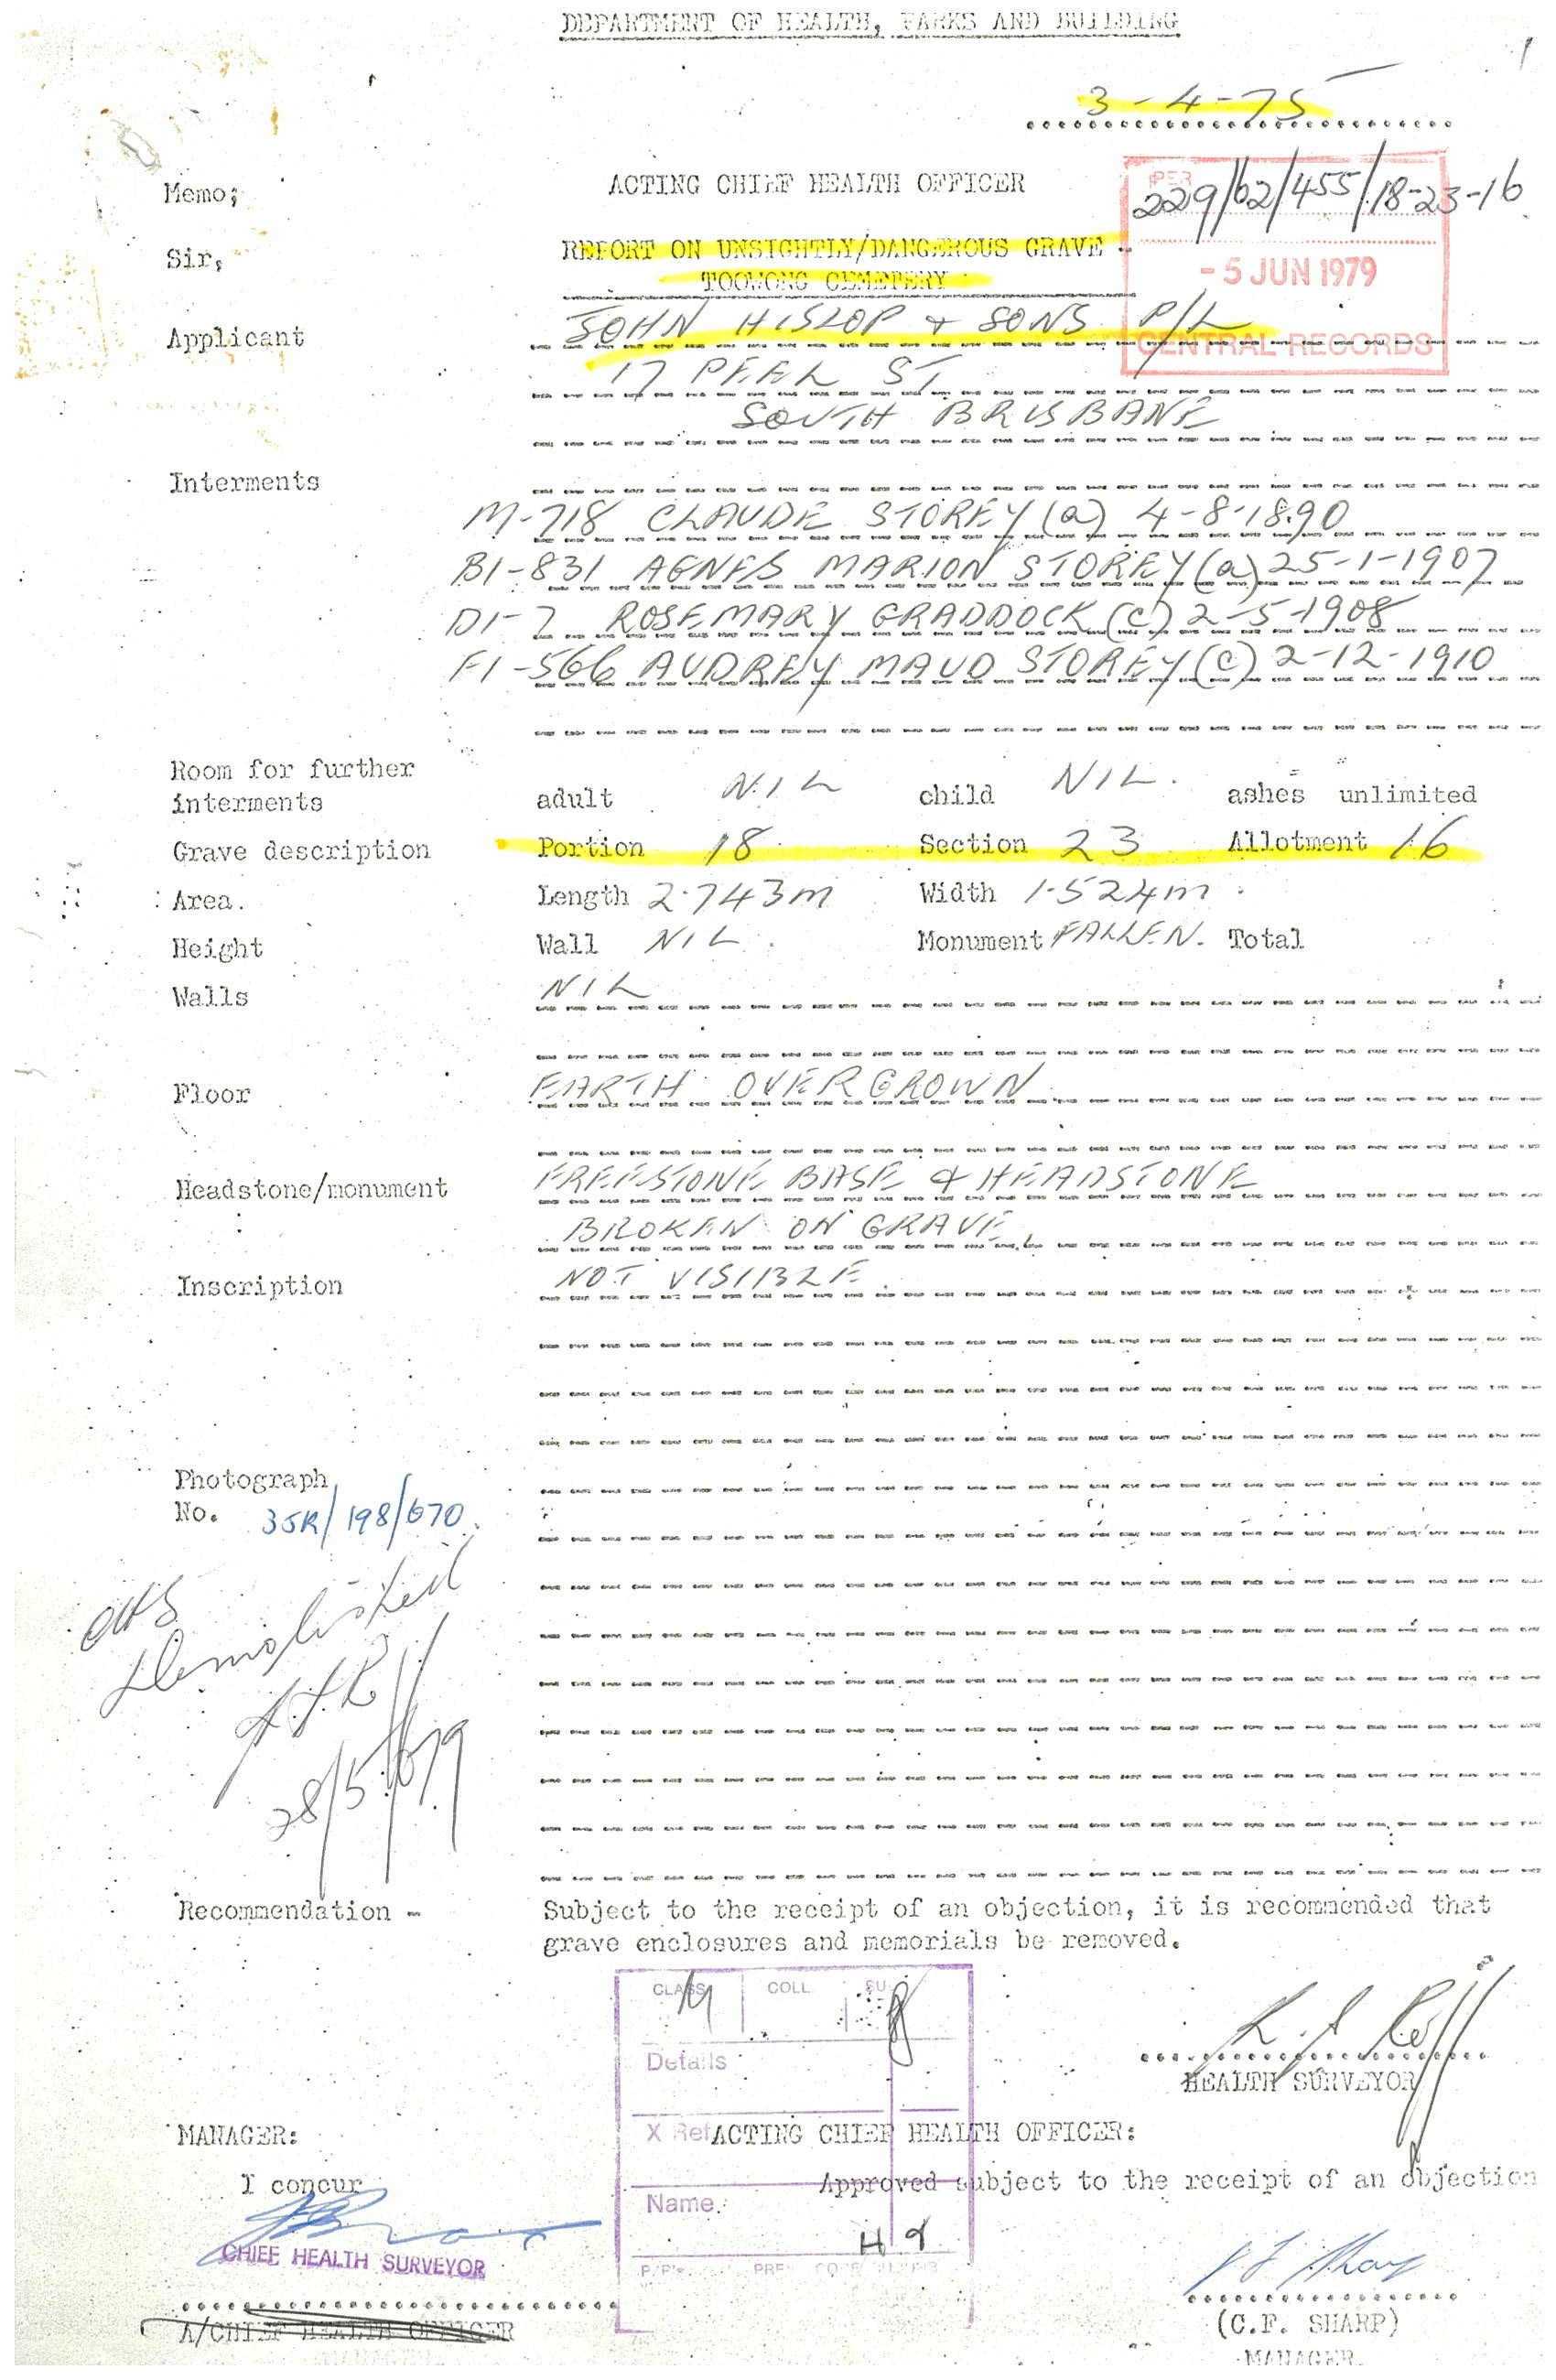 DEPARTMENT OF HEALTH, PARKS AND BUILDING
3-4-75
Memo;
ACTING CHIEF HEALTH OFFICER
229/62/455/18-23-16
Sir,
REPORT ON UNSIGHTLY/DANGEROUS GRAVE -
TOOWONG CEMETERY
- 5 JUN 1979
CENTRAL RECORDS
Applicant JOHN HISLOP & SONS P/L
17 PEEL ST
SOUTH BRISBANE
Interments
M-718 CLAUDE STOREY (a) 4-8-1890
B1-831 AGNES MARION STOREY (a) 25-1-1907
D1-7 ROSEMARY GRADDOCK (C) 2-5-1908
F1-566 AUDREY MAUD STOREY (C) 2-12-1910
Room for further
interments adult NIL child NIL. ashes unlimited
Grave description Portion 18 Section 23 Allotment 16
Area. Length 2.743m Width 1.524m
Height Wall NIL. Monument FALLEN. Total
Walls NIL
Floor EARTH OVERGROWN
Headstone/monument FREESTONE BASE & HEADSTONE
BROKEN ON GRAVE.
Inscription NOT VISIBLE.
Photograph
No. 35R/198/670.
CHS
Demolished
28/5/79
Recommendation - Subject to the receipt of an objection, it is recommended that
grave enclosures and memorials be removed.
CLASS M COLL SU
Details
HEALTH SURVEYOR
X Ref
MANAGER: ACTING CHIEF HEALTH OFFICER:
I concur Approved subject to the receipt of an objection
Name
CHIEF HEALTH SURVEYOR
A/CHIEF HEALTH OFFICER
(C.F. SHARP)
MANAGER